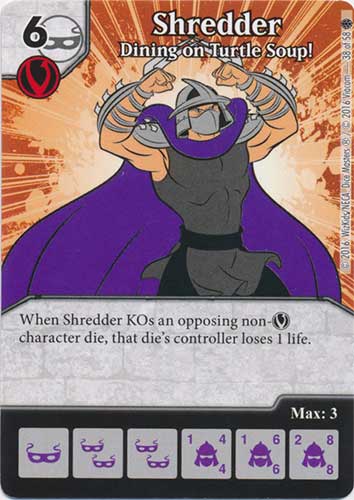 6
Shredder
Dining on Turtle Soup!
38 of 58
© 2016 Viacom
© 2016 WizKids/NECA. Dice Masters ® /
When Shredder KOs an opposing non-
character die, that die's controller loses 1 life.
Max: 3
1 4 4
1 6 6
2 8 8